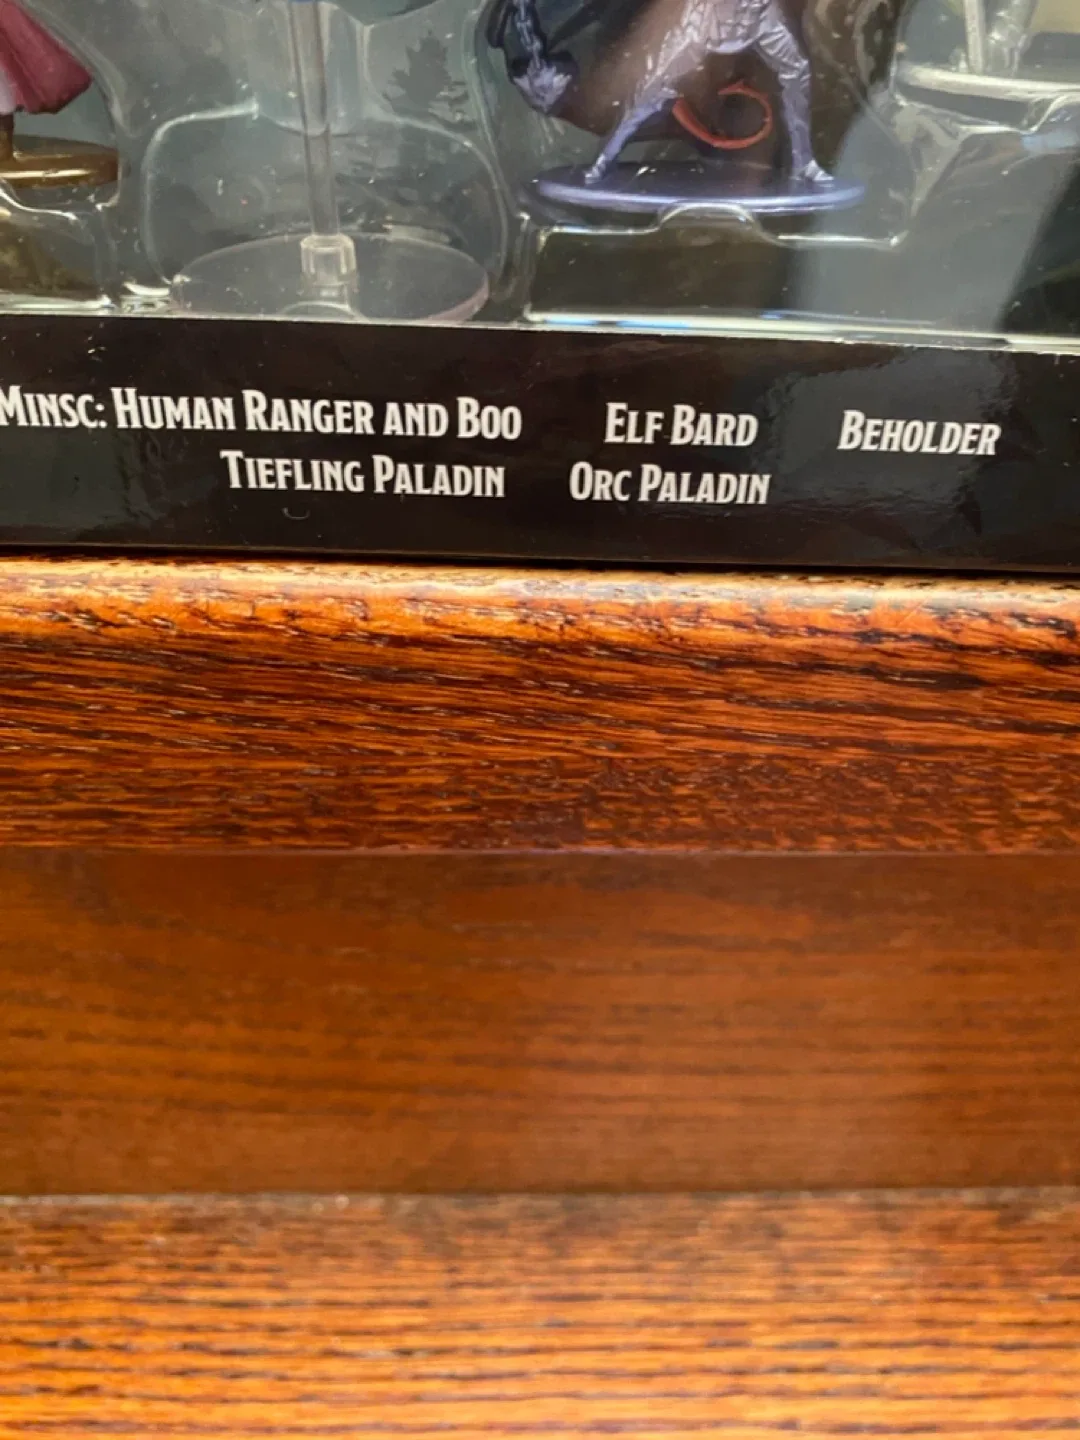 Minsc: Human Ranger and Boo Elf Bard Beholder
Tiefling Paladin Orc Paladin